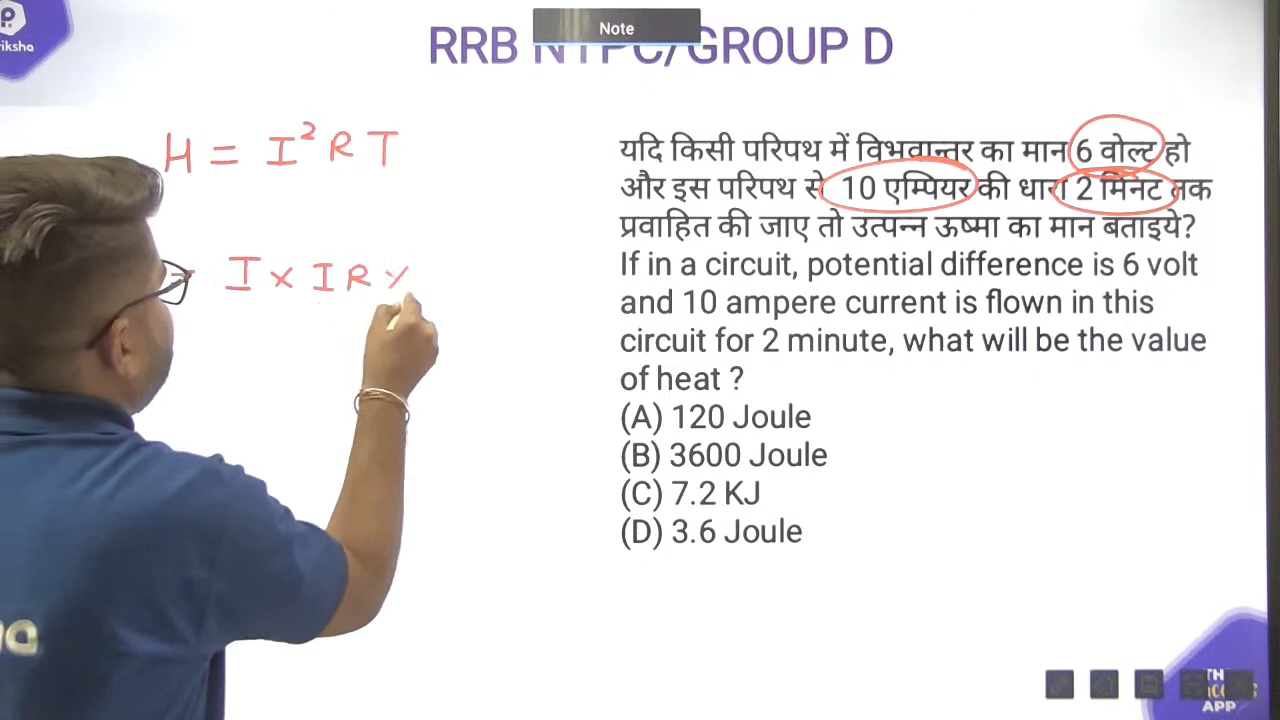 Note
riksha
RRB NTPC/GROUP D
H = I² R T
= I × I R ×
यदि किसी परिपथ में विभवान्तर का मान 6 वोल्ट हो
और इस परिपथ से 10 एम्पियर की धारा 2 मिनट तक
प्रवाहित की जाए तो उत्पन्न ऊष्मा का मान बताइये?
If in a circuit, potential difference is 6 volt
and 10 ampere current is flown in this
circuit for 2 minute, what will be the value
of heat ?
(A) 120 Joule
(B) 3600 Joule
(C) 7.2 KJ
(D) 3.6 Joule
APP